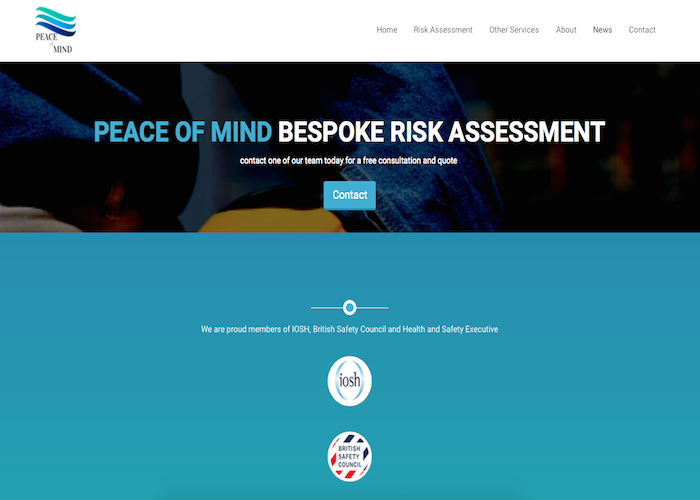 PEACE
of
MIND
Home Risk Assessment Other Services About News Contact
PEACE OF MIND BESPOKE RISK ASSESSMENT
contact one of our team today for a free consultation and quote
Contact
We are proud members of IOSH, British Safety Council and Health and Safety Executive
iosh
BRITISH
SAFETY
COUNCIL